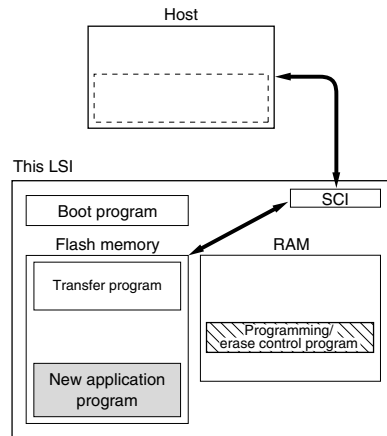 Host
This LSI
SCI
Boot program
Flash memory
RAM
Transfer program
Programming/
erase control program
New application
program